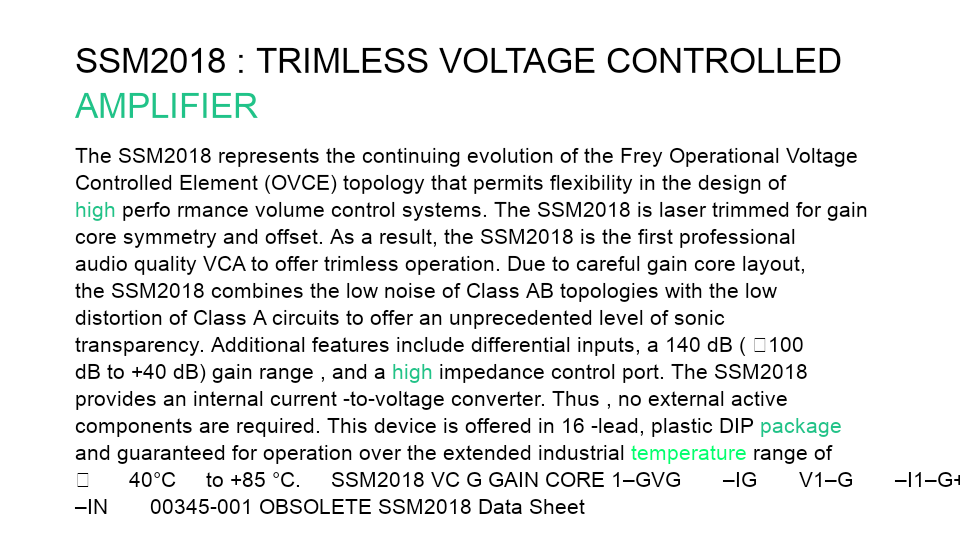 SSM2018 : TRIMLESS VOLTAGE CONTROLLED
AMPLIFIER
The SSM2018 represents the continuing evolution of the Frey Operational Voltage
Controlled Element (OVCE) topology that permits flexibility in the design of
high perfo rmance volume control systems. The SSM2018 is laser trimmed for gain
core symmetry and offset. As a result, the SSM2018 is the first professional
audio quality VCA to offer trimless operation. Due to careful gain core layout,
the SSM2018 combines the low noise of Class AB topologies with the low
distortion of Class A circuits to offer an unprecedented level of sonic
transparency. Additional features include differential inputs, a 140 dB ( 100
dB to +40 dB) gain range , and a high impedance control port. The SSM2018
provides an internal current -to-voltage converter. Thus , no external active
components are required. This device is offered in 16 -lead, plastic DIP package
and guaranteed for operation over the extended industrial temperature range of
40°C to +85 °C. SSM2018 VC G GAIN CORE 1–GVG –IG V1–G –I1–G+
–IN 00345-001 OBSOLETE SSM2018 Data Sheet